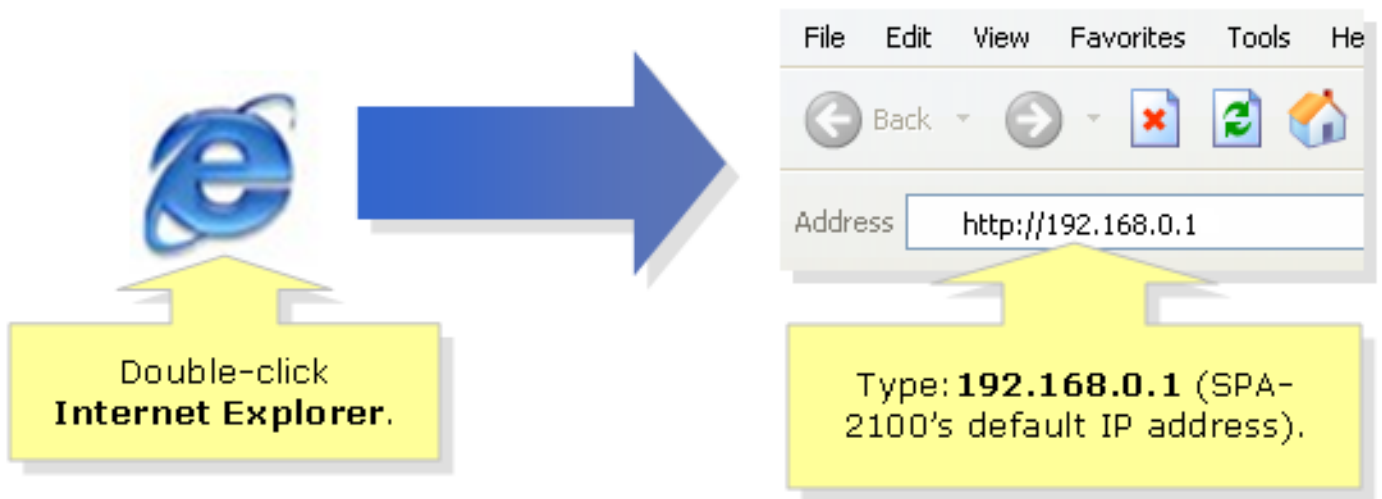 File Edit View Favorites Tools He
Back
Address http://192.168.0.1
Double-click
Internet Explorer.
Type: 192.168.0.1 (SPA-
2100's default IP address).